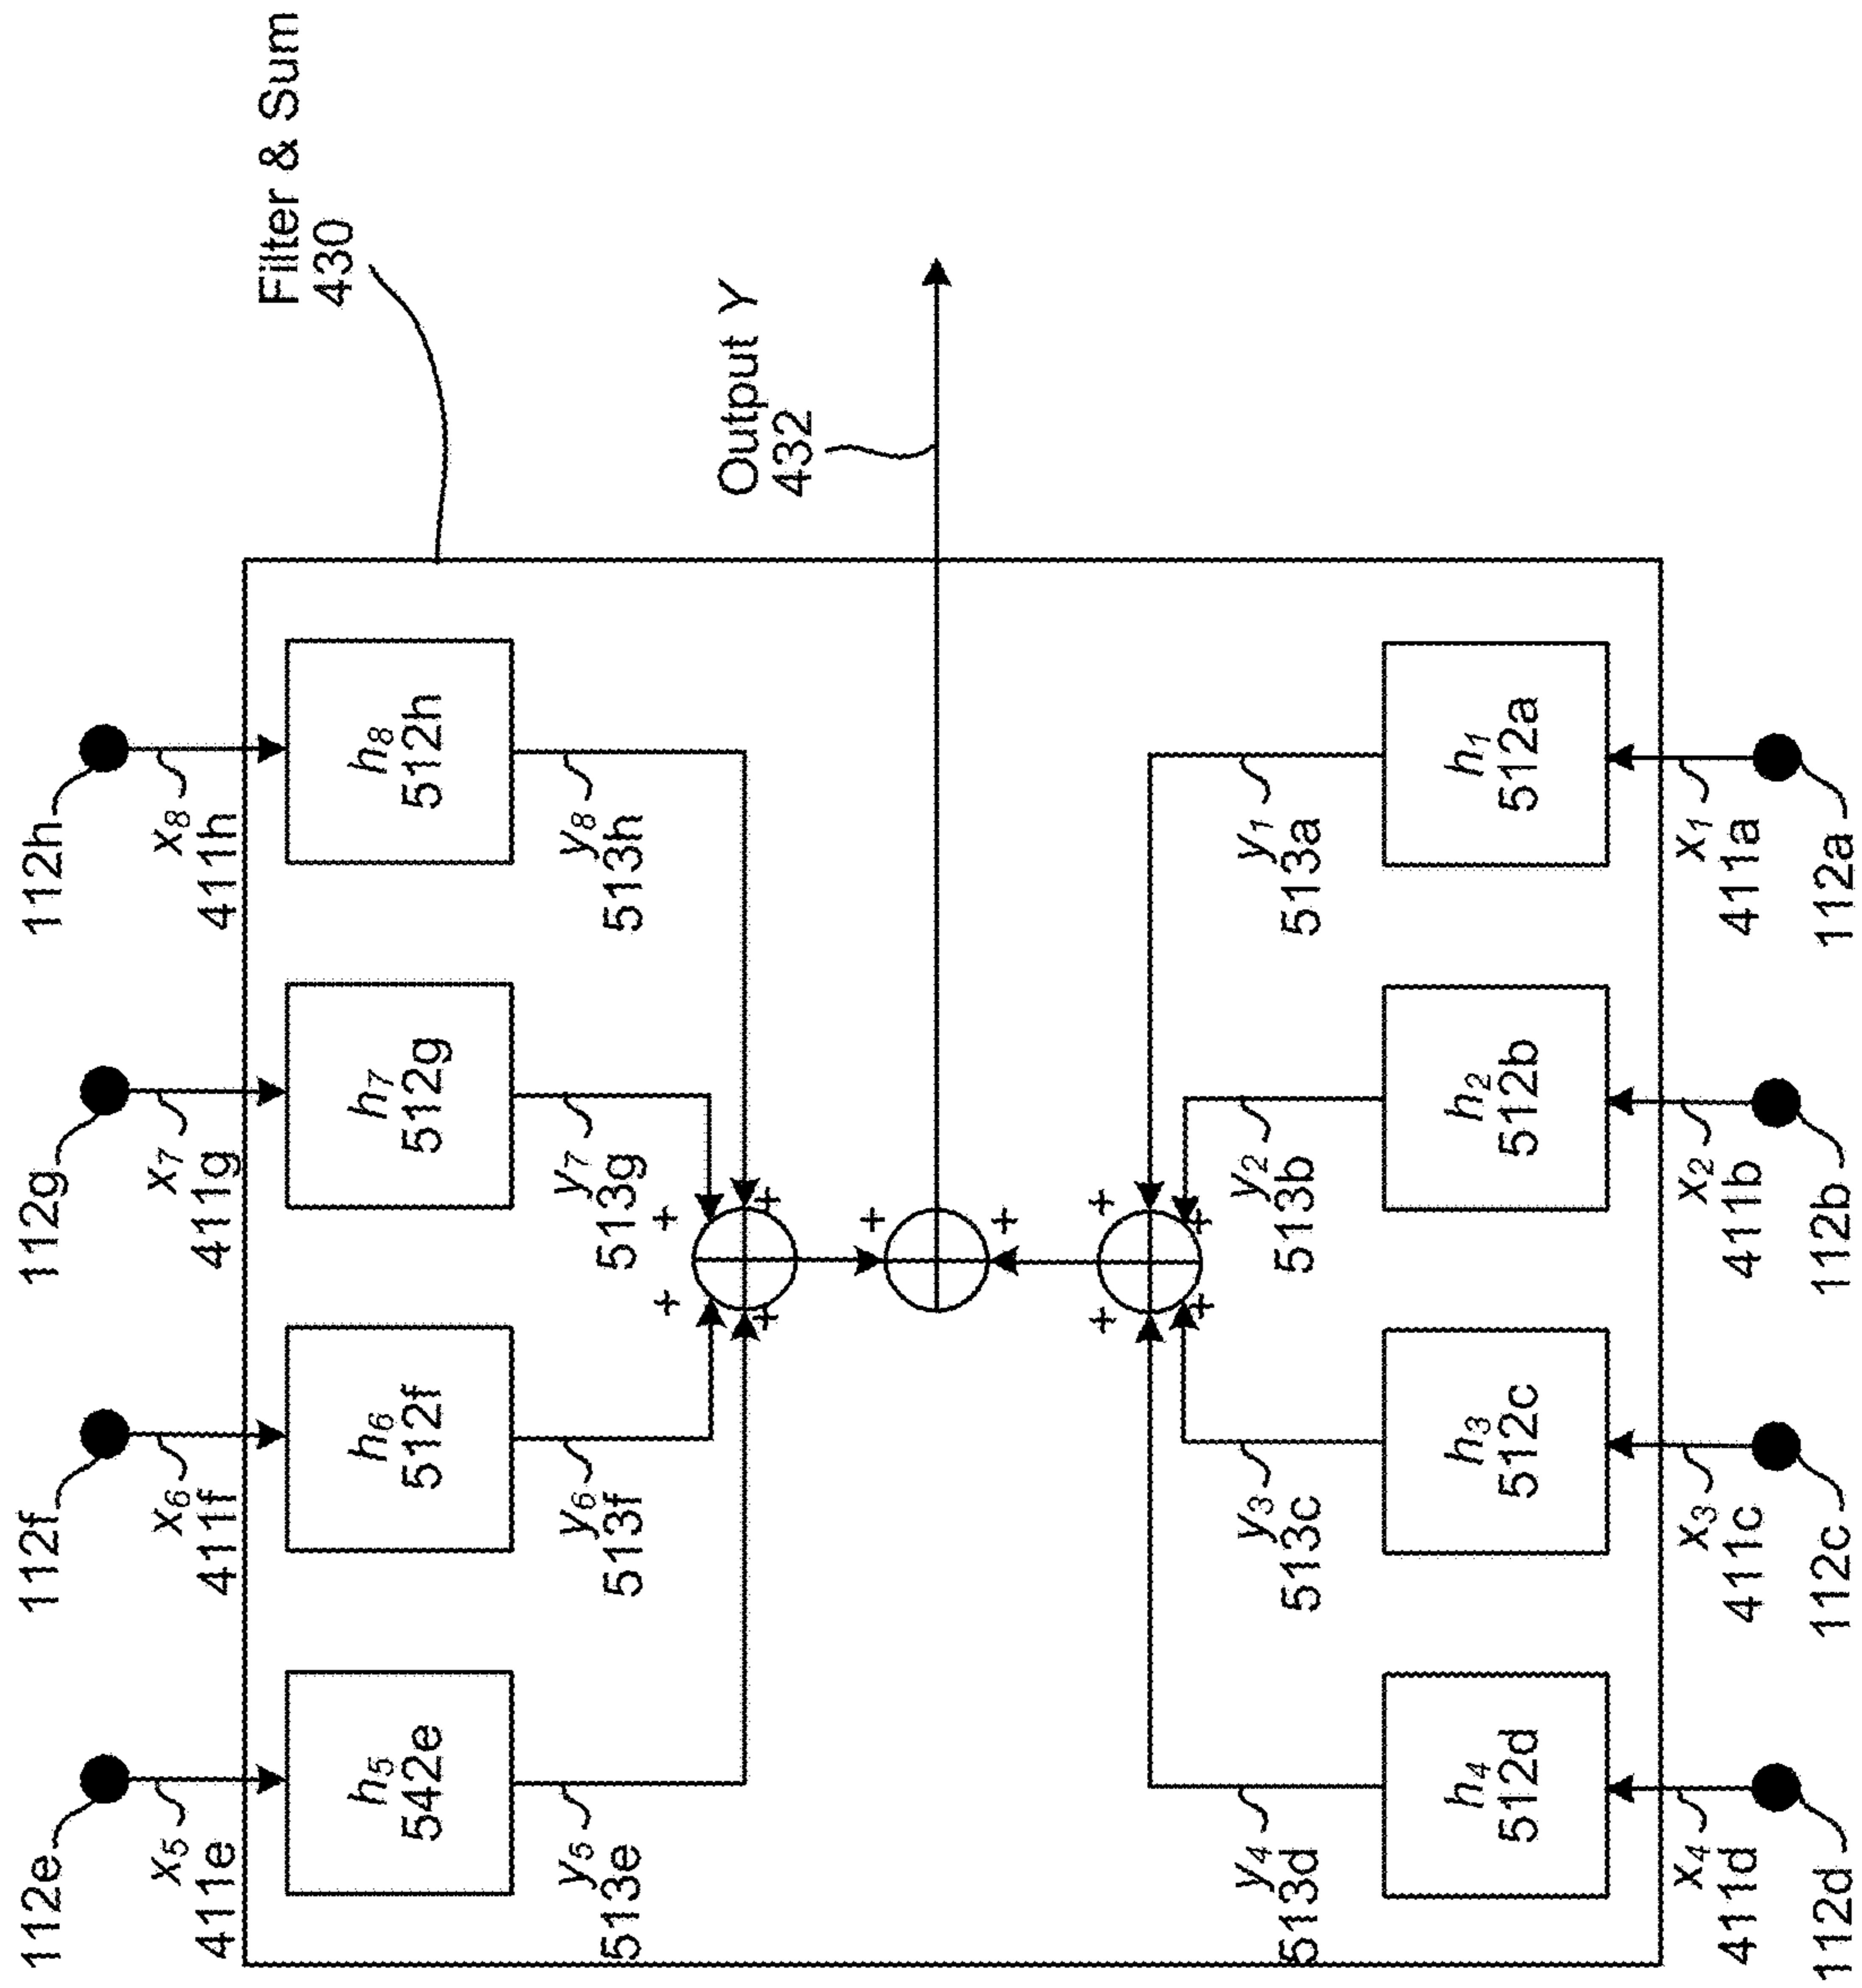 112e
112f
112g
112h
x5
411e
x6
411f
x7
411g
x8
411h
Filter & Sum
430
h5
542e
h6
512f
h7
512g
h8
512h
y5
513e
y6
513f
y7
513g
y8
513h
Output Y
432
y4
513d
y3
513c
y2
513b
y1
513a
h4
512d
h3
512c
h2
512b
h1
512a
x4
411d
x3
411c
x2
411b
x1
411a
112d
112c
112b
112a